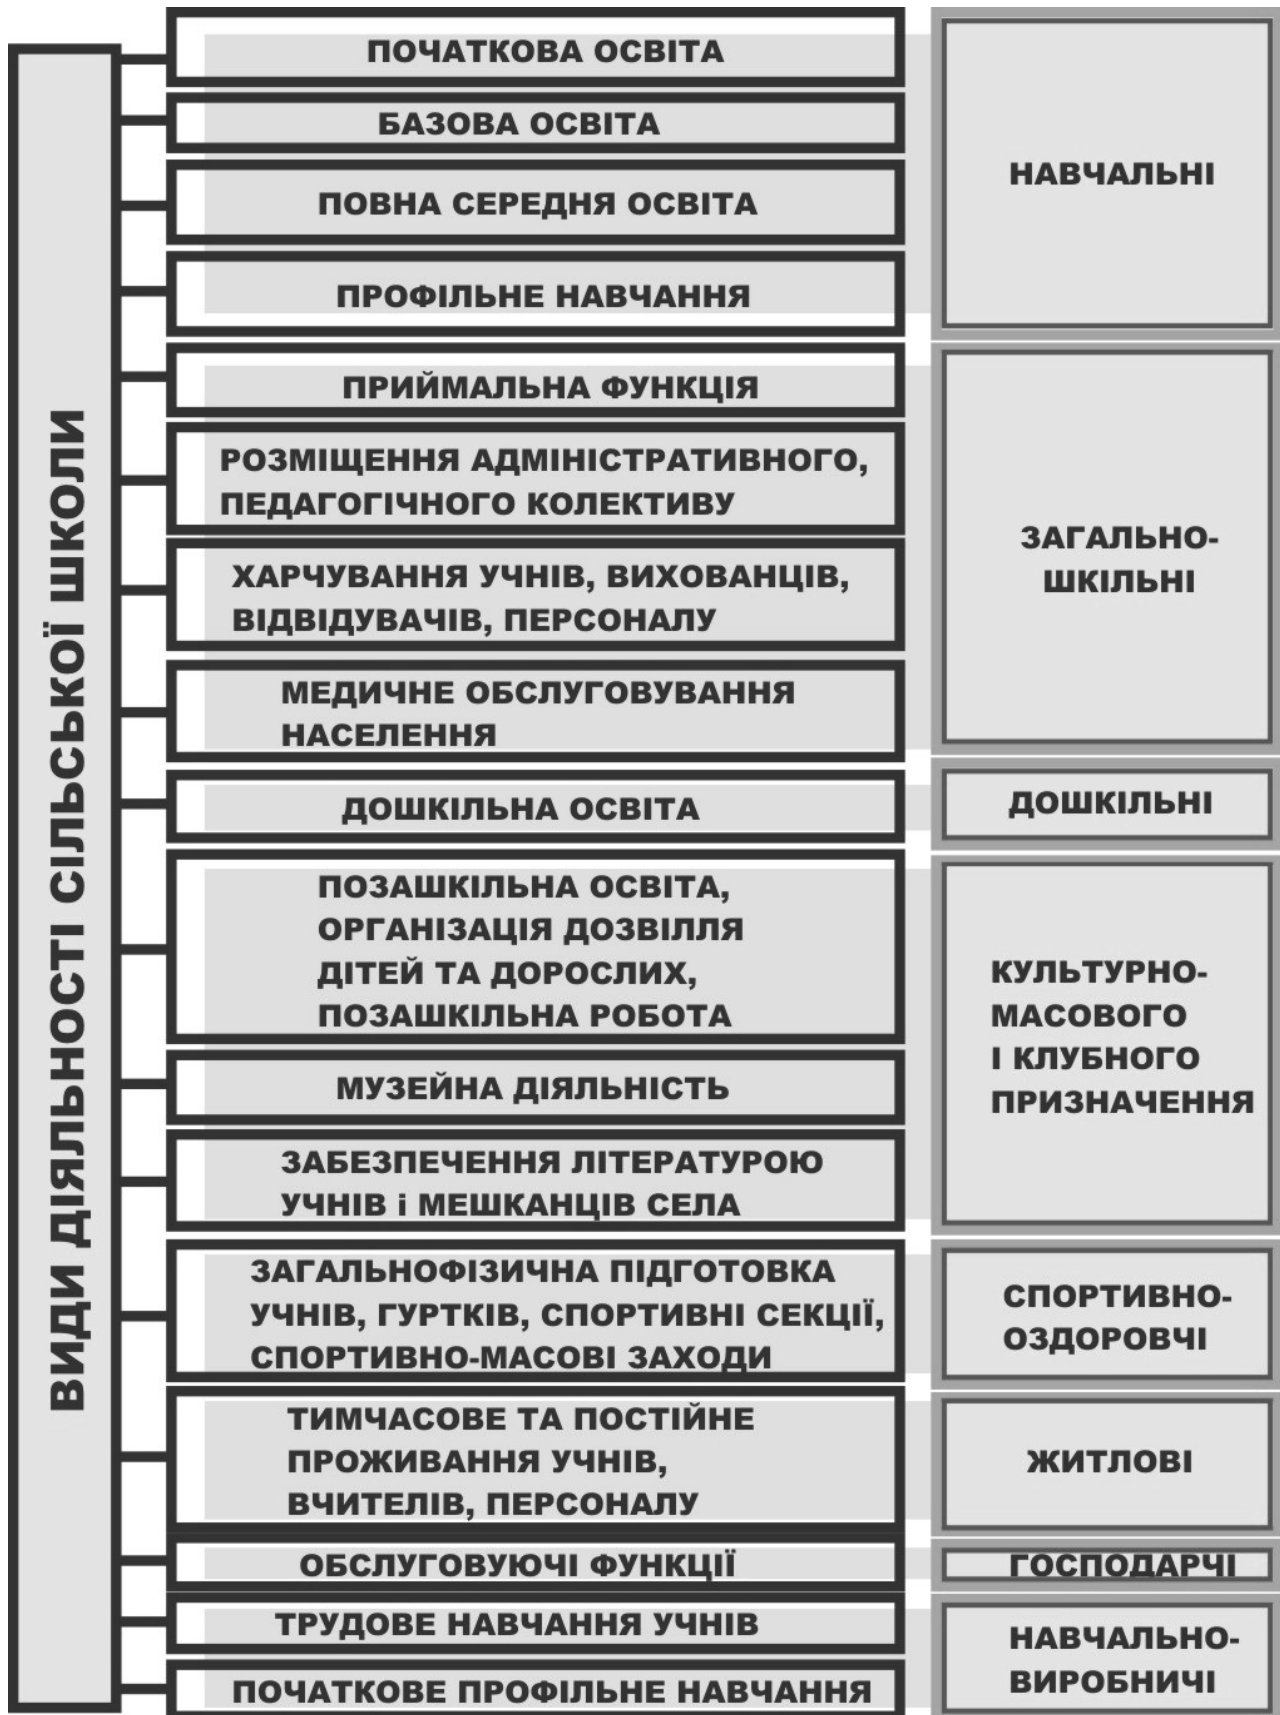 ВИДИ ДІЯЛЬНОСТІ СІЛЬСЬКОЇ ШКОЛИ
ПОЧАТКОВА ОСВІТА
БАЗОВА ОСВІТА
ПОВНА СЕРЕДНЯ ОСВІТА
ПРОФІЛЬНЕ НАВЧАННЯ
НАВЧАЛЬНІ
ПРИЙМАЛЬНА ФУНКЦІЯ
РОЗМІЩЕННЯ АДМІНІСТРАТИВНОГО,
ПЕДАГОГІЧНОГО КОЛЕКТИВУ
ХАРЧУВАННЯ УЧНІВ, ВИХОВАНЦІВ,
ВІДВІДУВАЧІВ, ПЕРСОНАЛУ
МЕДИЧНЕ ОБСЛУГОВУВАННЯ
НАСЕЛЕННЯ
ЗАГАЛЬНО-
ШКІЛЬНІ
ДОШКІЛЬНА ОСВІТА
ДОШКІЛЬНІ
ПОЗАШКІЛЬНА ОСВІТА,
ОРГАНІЗАЦІЯ ДОЗВІЛЛЯ
ДІТЕЙ ТА ДОРОСЛИХ,
ПОЗАШКІЛЬНА РОБОТА
МУЗЕЙНА ДІЯЛЬНІСТЬ
ЗАБЕЗПЕЧЕННЯ ЛІТЕРАТУРОЮ
УЧНІВ і МЕШКАНЦІВ СЕЛА
КУЛЬТУРНО-
МАСОВОГО
І КЛУБНОГО
ПРИЗНАЧЕННЯ
ЗАГАЛЬНОФІЗИЧНА ПІДГОТОВКА
УЧНІВ, ГУРТКІВ, СПОРТИВНІ СЕКЦІЇ,
СПОРТИВНО-МАСОВІ ЗАХОДИ
СПОРТИВНО-
ОЗДОРОВЧІ
ТИМЧАСОВЕ ТА ПОСТІЙНЕ
ПРОЖИВАННЯ УЧНІВ,
ВЧИТЕЛІВ, ПЕРСОНАЛУ
ЖИТЛОВІ
ОБСЛУГОВУЮЧІ ФУНКЦІЇ
ГОСПОДАРЧІ
ТРУДОВЕ НАВЧАННЯ УЧНІВ
ПОЧАТКОВЕ ПРОФІЛЬНЕ НАВЧАННЯ
НАВЧАЛЬНО-
ВИРОБНИЧІ